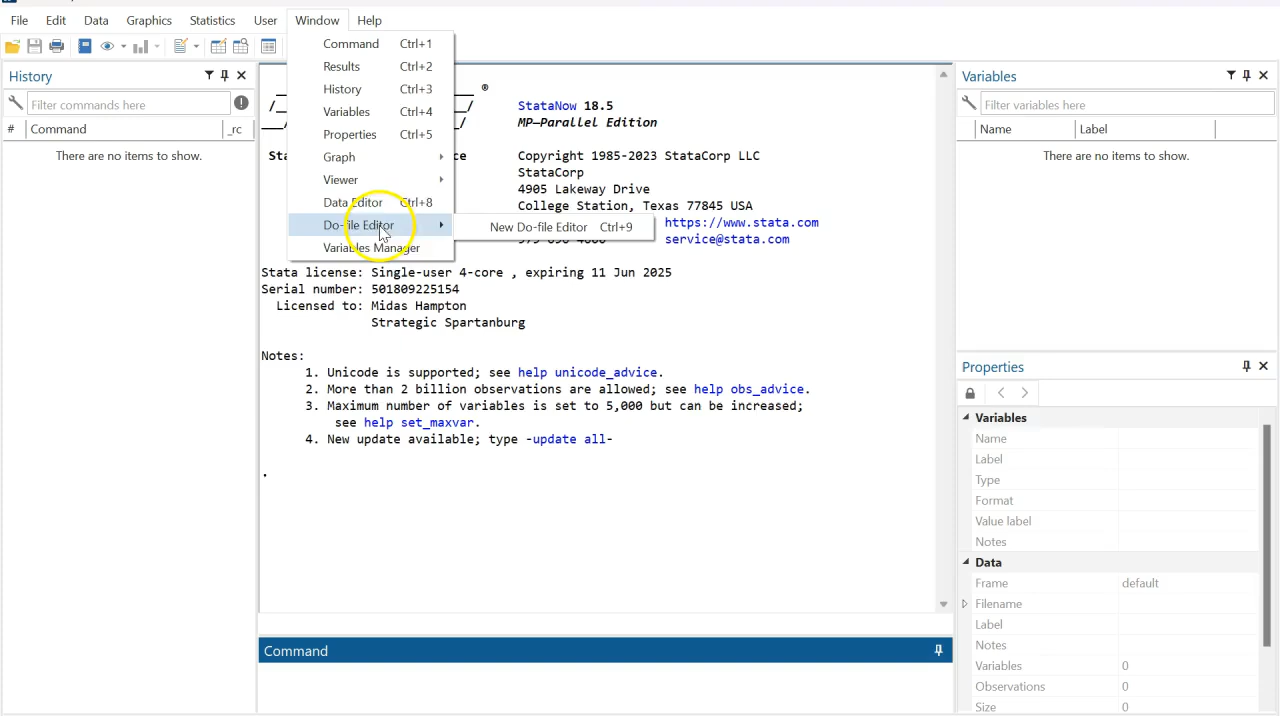 File Edit Data Graphics Statistics User Window Help
History
Filter commands here
# Command _rc
There are no items to show.
Command Ctrl+1
Results Ctrl+2
History Ctrl+3
Variables Ctrl+4
Properties Ctrl+5
Graph
Viewer
Data Editor Ctrl+8
Do-file Editor
Variables Manager
New Do-file Editor Ctrl+9
®
StataNow 18.5
MP—Parallel Edition
Copyright 1985-2023 StataCorp LLC
StataCorp
4905 Lakeway Drive
College Station, Texas 77845 USA
https://www.stata.com
service@stata.com
Stata license: Single-user 4-core , expiring 11 Jun 2025
Serial number: 501809225154
Licensed to: Midas Hampton
Strategic Spartanburg
Notes:
1. Unicode is supported; see help unicode_advice.
2. More than 2 billion observations are allowed; see help obs_advice.
3. Maximum number of variables is set to 5,000 but can be increased;
see help set_maxvar.
4. New update available; type -update all-
.
Command
Variables
Filter variables here
Name Label
There are no items to show.
Properties
Variables
Name
Label
Type
Format
Value label
Notes
Data
Frame default
Filename
Label
Notes
Variables 0
Observations 0
Size 0